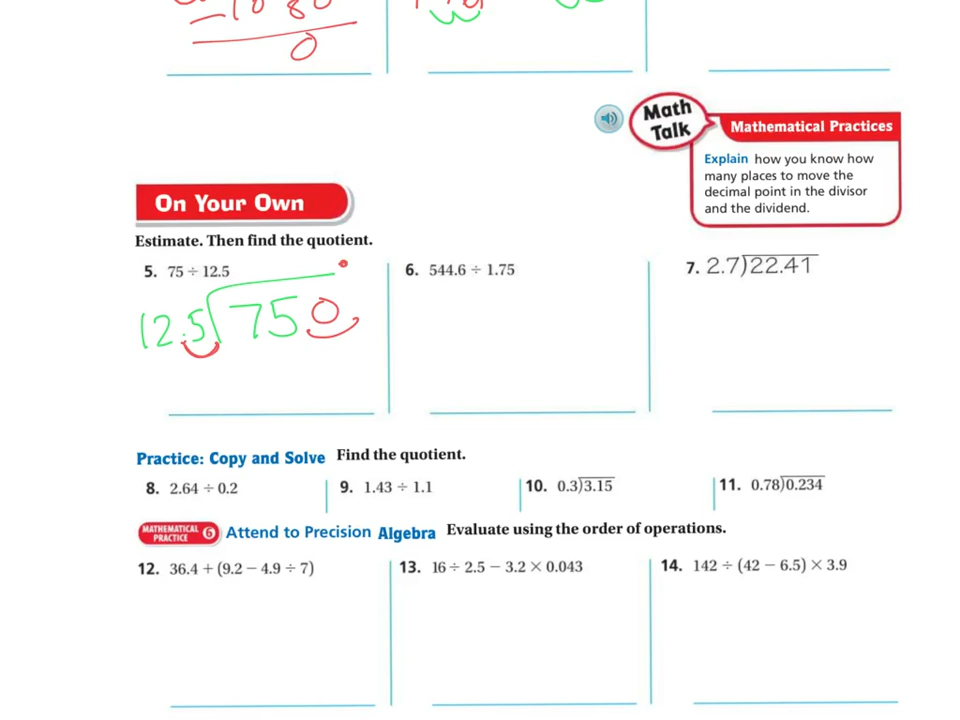 0
Math
Talk
Mathematical Practices
Explain how you know how
many places to move the
decimal point in the divisor
and the dividend.
On Your Own
Estimate. Then find the quotient.
5. 75 ÷ 12.5
6. 544.6 ÷ 1.75
7. 2.7)22.41
12.5)750
Practice: Copy and Solve Find the quotient.
8. 2.64 ÷ 0.2
9. 1.43 ÷ 1.1
10. 0.3)3.15
11. 0.78)0.234
MATHEMATICAL
PRACTICE 6 Attend to Precision Algebra Evaluate using the order of operations.
12. 36.4 + (9.2 − 4.9 ÷ 7)
13. 16 ÷ 2.5 − 3.2 × 0.043
14. 142 ÷ (42 − 6.5) × 3.9